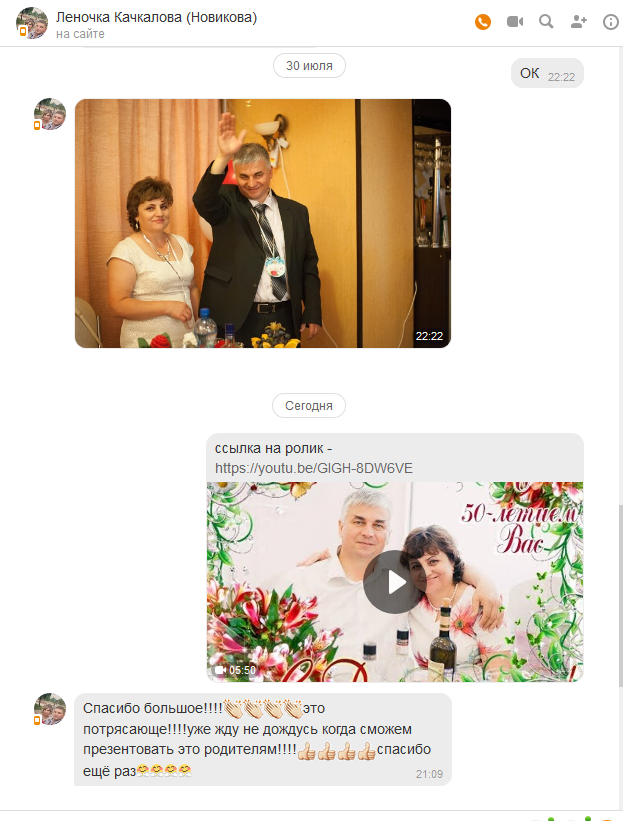 Леночка Качкалова (Новикова)
на сайте
30 июля
ОК 22:22
22:22
Сегодня
ссылка на ролик -
https://youtu.be/GlGH-8DW6VE
50-летием
Вас
05:50
Спасибо большое!!!!👏👏👏👏это
потрясающе!!!!уже жду не дождусь когда сможем
презентовать это родителям!!!!👍👍👍👍спасибо
ещё раз🤗🤗🤗🤗
21:09